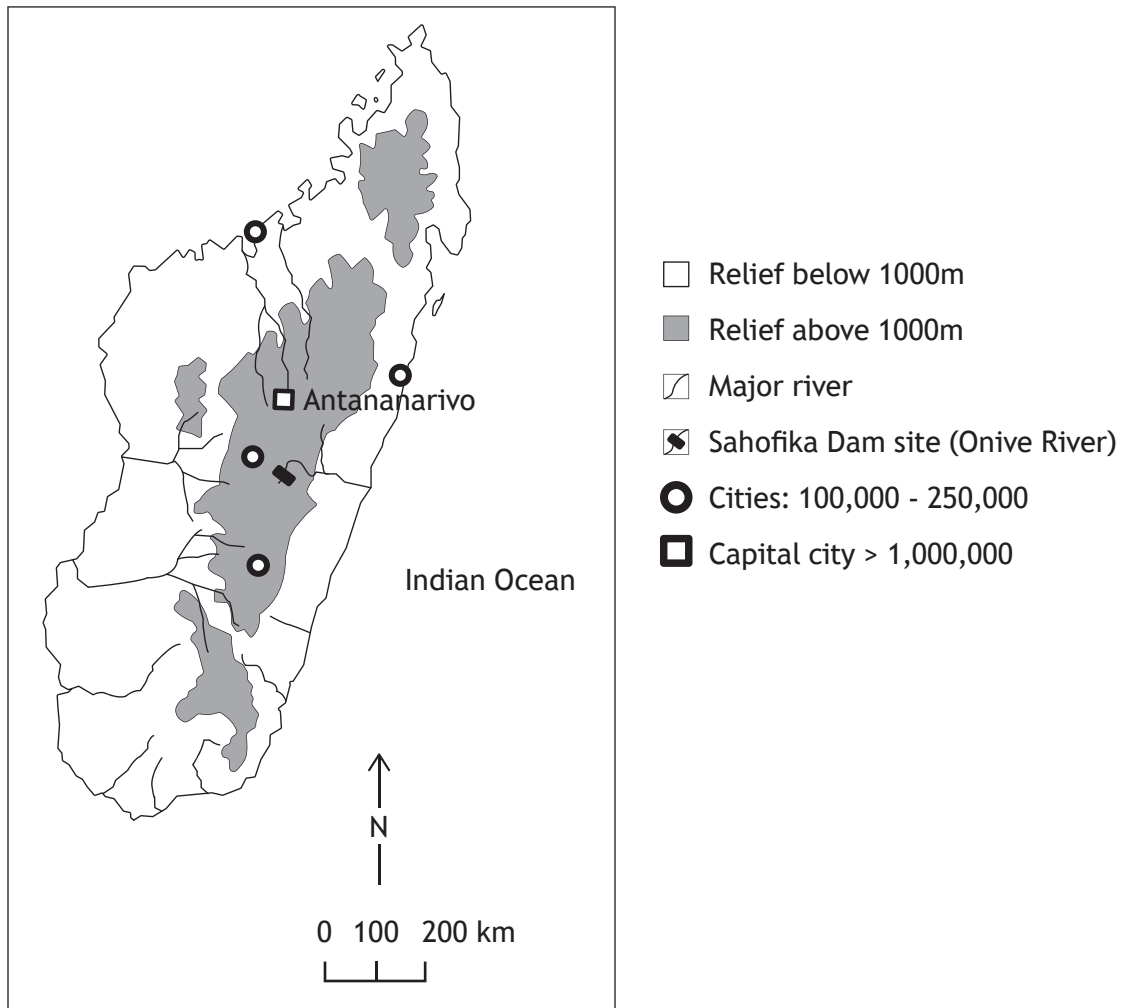 Antananarivo
Indian Ocean
N
0 100 200 km
Relief below 1000m
Relief above 1000m
Major river
Sahofika Dam site (Onive River)
Cities: 100,000 - 250,000
Capital city > 1,000,000